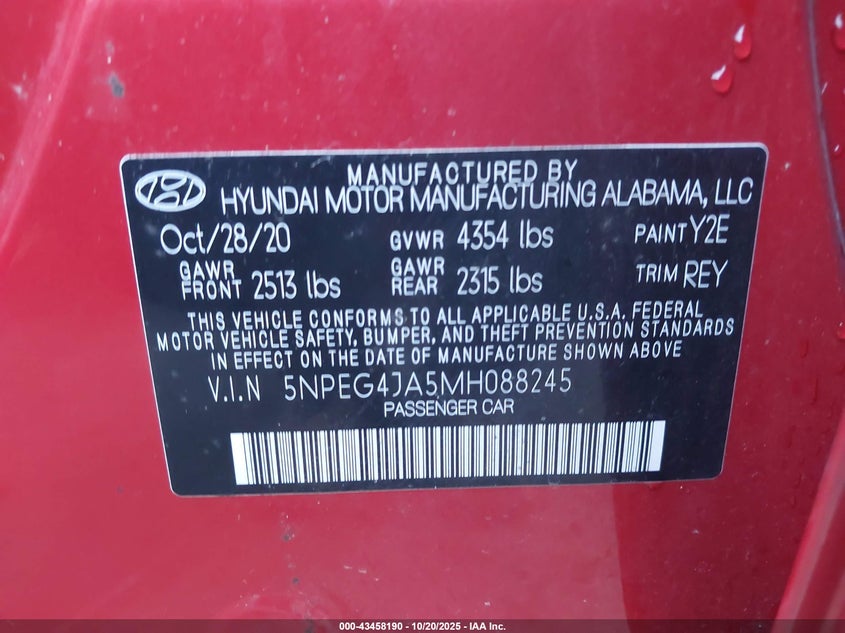 MANUFACTURED BY
HYUNDAI MOTOR MANUFACTURING ALABAMA, LLC
Oct/28/20 GVWR 4354 lbs PAINT Y2E
GAWR FRONT 2513 lbs GAWR REAR 2315 lbs TRIM REY
THIS VEHICLE CONFORMS TO ALL APPLICABLE U.S.A. FEDERAL
MOTOR VEHICLE SAFETY, BUMPER, AND THEFT PREVENTION STANDARDS
IN EFFECT ON THE DATE OF MANUFACTURE SHOWN ABOVE
V.I.N 5NPEG4JA5MH088245
PASSENGER CAR
000-43458190 - 10/20/2025 - IAA Inc.